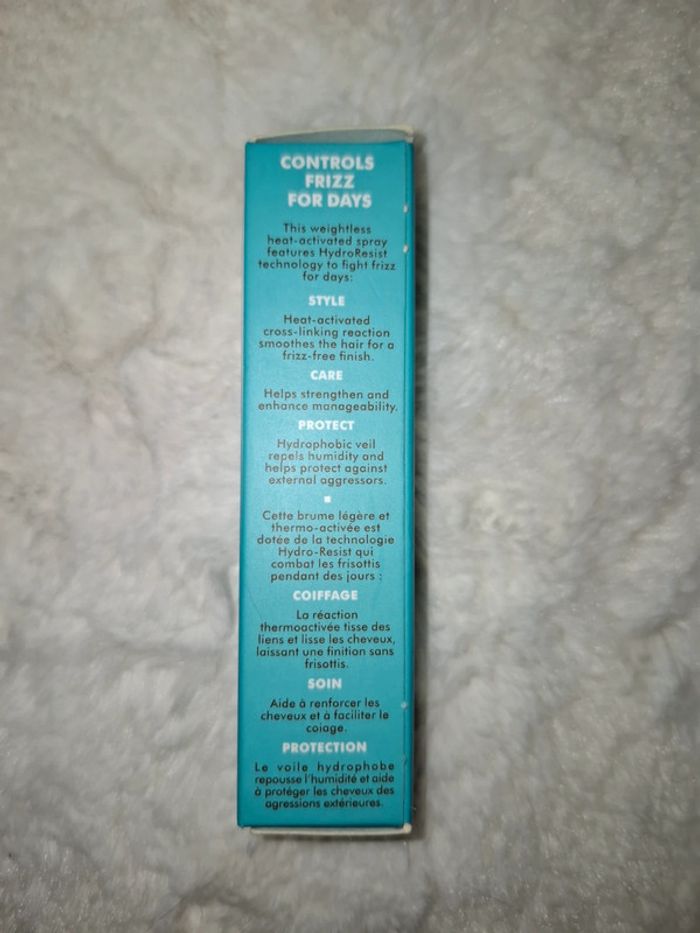 CONTROLS
FRIZZ
FOR DAYS
This weightless
heat-activated spray
features HydroResist
technology to fight frizz
for days:
STYLE
Heat-activated
cross-linking reaction
smoothes the hair for a
frizz-free finish.
CARE
Helps strengthen and
enhance manageability.
PROTECT
Hydrophobic veil
repels humidity and
helps protect against
external aggressors.
Cette brume légère et
thermo-activée est
dotée de la technologie
Hydro-Resist qui
combat les frisottis
pendant des jours :
COIFFAGE
La réaction
thermoactivée tisse des
liens et lisse les cheveux,
laissant une finition sans
frisottis.
SOIN
Aide à renforcer les
cheveux et à faciliter le
coiage.
PROTECTION
Le voile hydrophobe
repousse l'humidité et aide
à protéger les cheveux des
agressions extérieures.